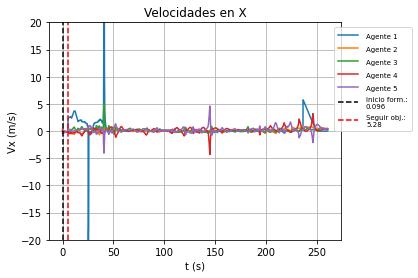 Velocidades en X
Vx (m/s)
20
15
10
5
0
−5
−10
−15
−20
0
50
100
150
200
250
t (s)
Agente 1
Agente 2
Agente 3
Agente 4
Agente 5
Inicio form.:
0.096
Seguir obj.:
5.28